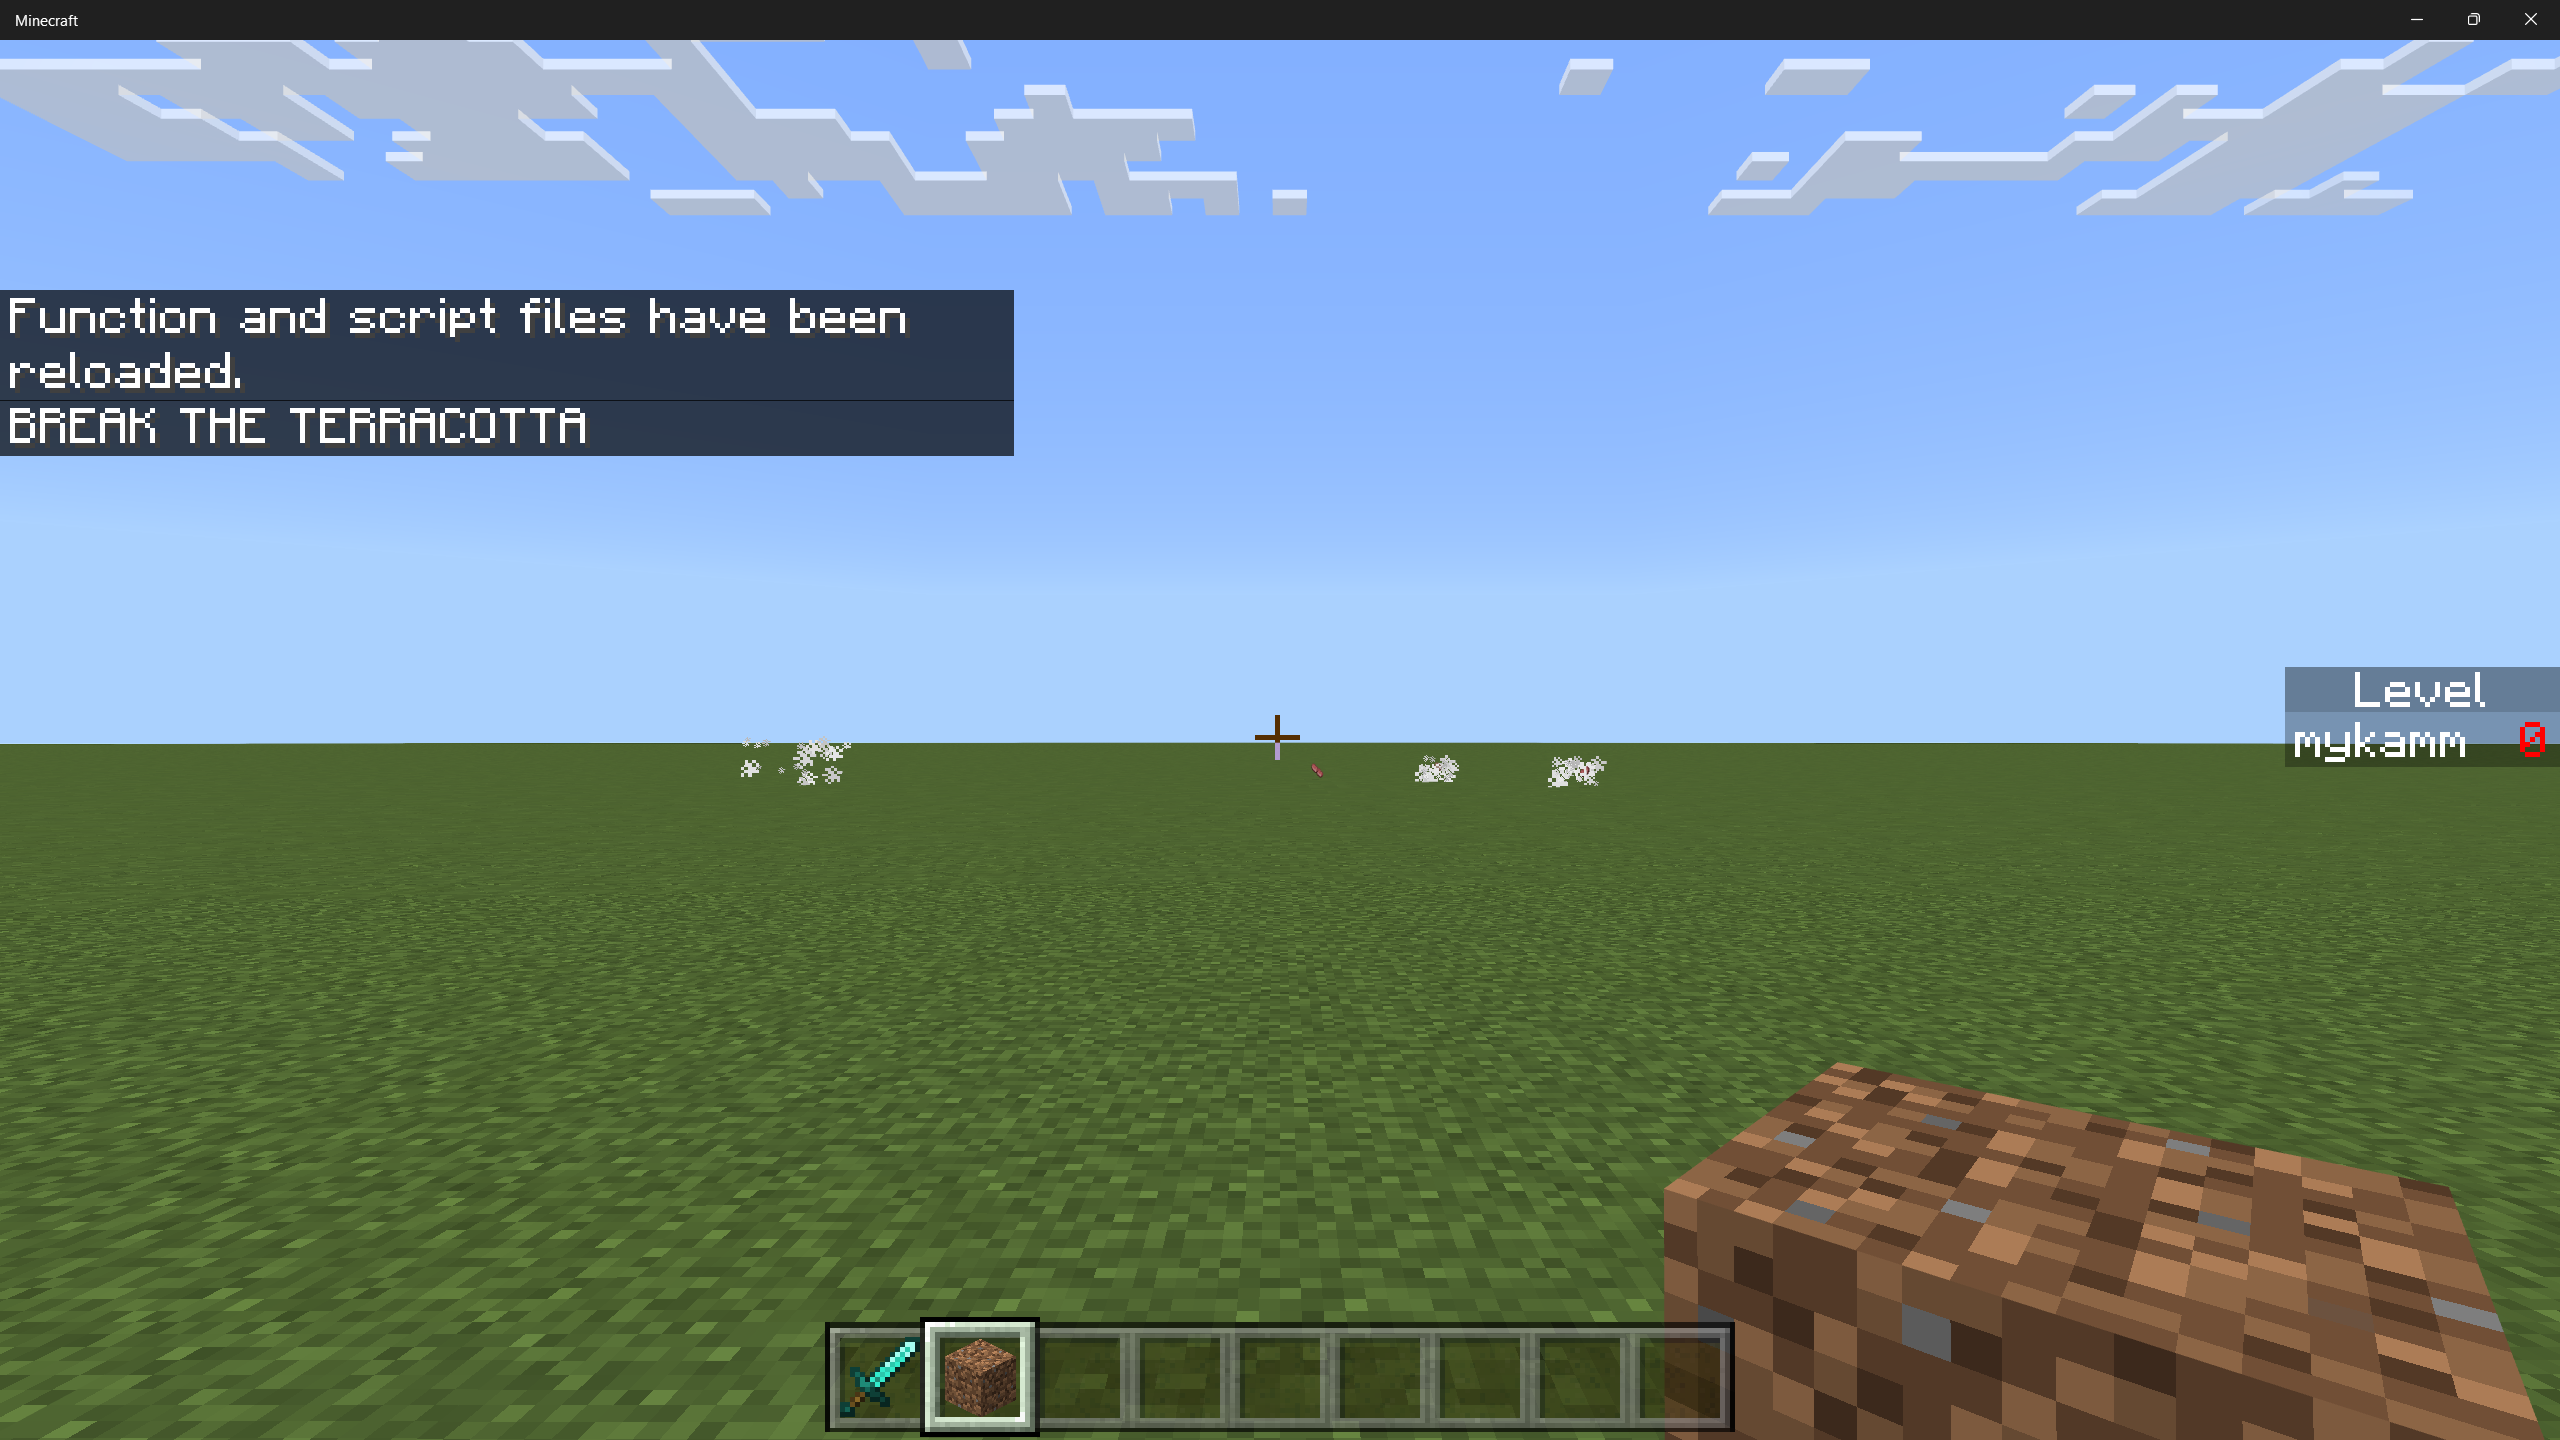 Minecraft
Function and script files have been
reloaded.
BREAK THE TERRACOTTA
Level
mykamm 0